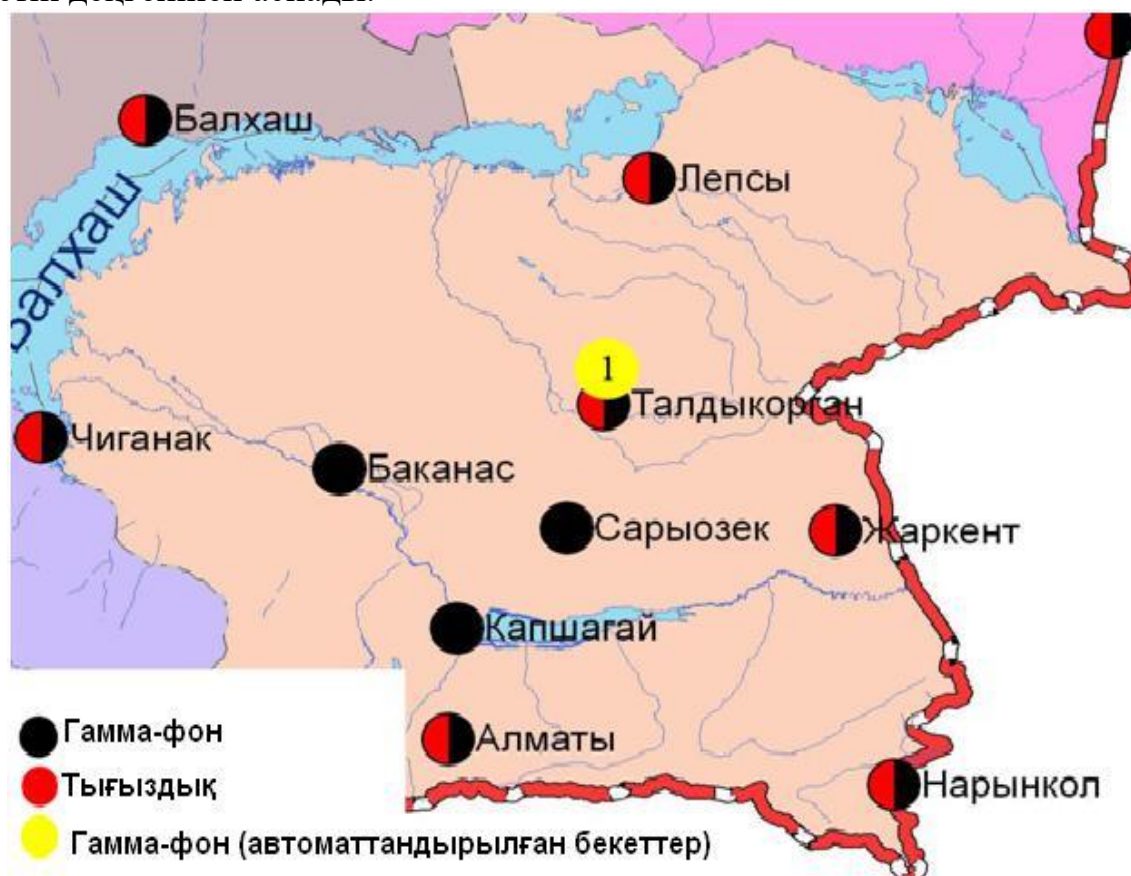 Балхаш
Лепсы
Балхаш
1
Талдыкорган
Чиганак
Баканас
Сарыозек
Жаркент
Капшагай
Гамма-фон
Алматы
Тығыздық
Нарынкол
Гамма-фон (автоматтандырылған бекеттер)